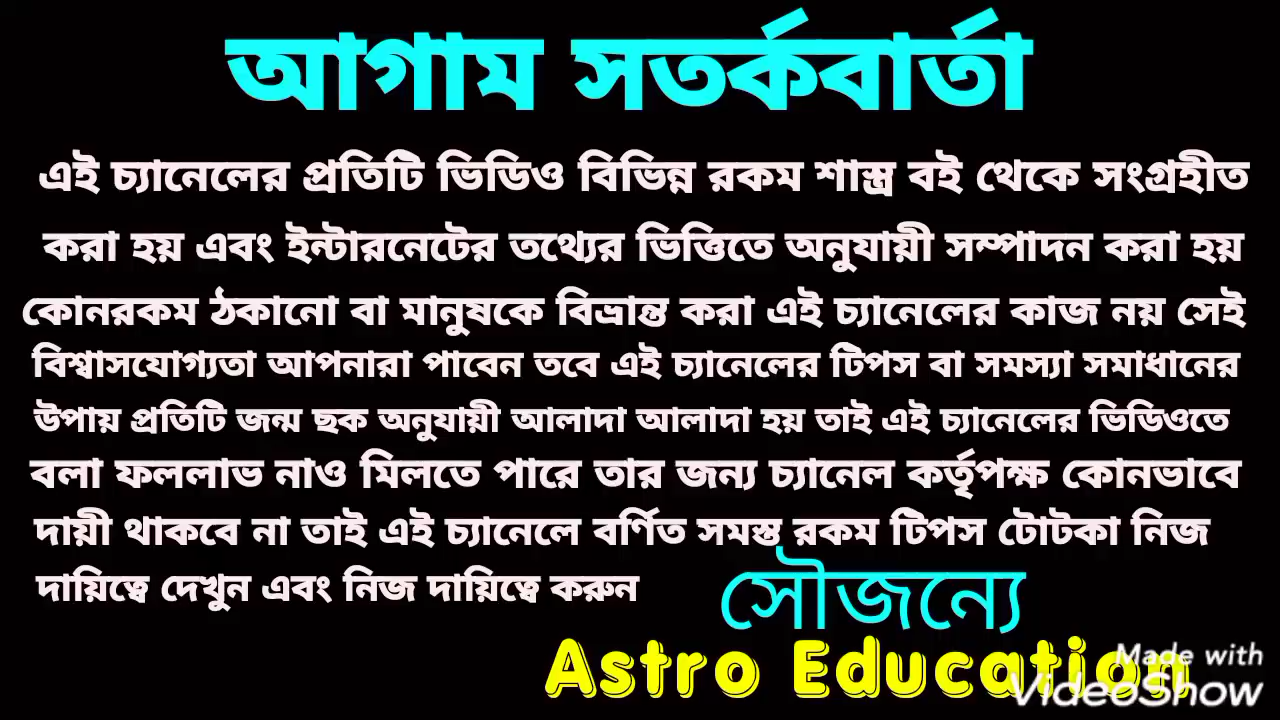 আগাম সতর্কবার্তা
এই চ্যানেলের প্রতিটি ভিডিও বিভিন্ন রকম শাস্ত্র বই থেকে সংগ্রহীত
করা হয় এবং ইন্টারনেটের তথ্যের ভিত্তিতে অনুযায়ী সম্পাদন করা হয়
কোনরকম ঠকানো বা মানুষকে বিভ্রান্ত করা এই চ্যানেলের কাজ নয় সেই
বিশ্বাসযোগ্যতা আপনারা পাবেন তবে এই চ্যানেলের টিপস বা সমস্যা সমাধানের
উপায় প্রতিটি জন্ম ছক অনুযায়ী আলাদা আলাদা হয় তাই এই চ্যানেলের ভিডিওতে
বলা ফললাভ নাও মিলতে পারে তার জন্য চ্যানেল কর্তৃপক্ষ কোনভাবে
দায়ী থাকবে না তাই এই চ্যানেলে বর্ণিত সমস্ত রকম টিপস টোটকা নিজ
দায়িত্বে দেখুন এবং নিজ দায়িত্বে করুন
সৌজন্যে
Astro Education
Made with
VideoShow